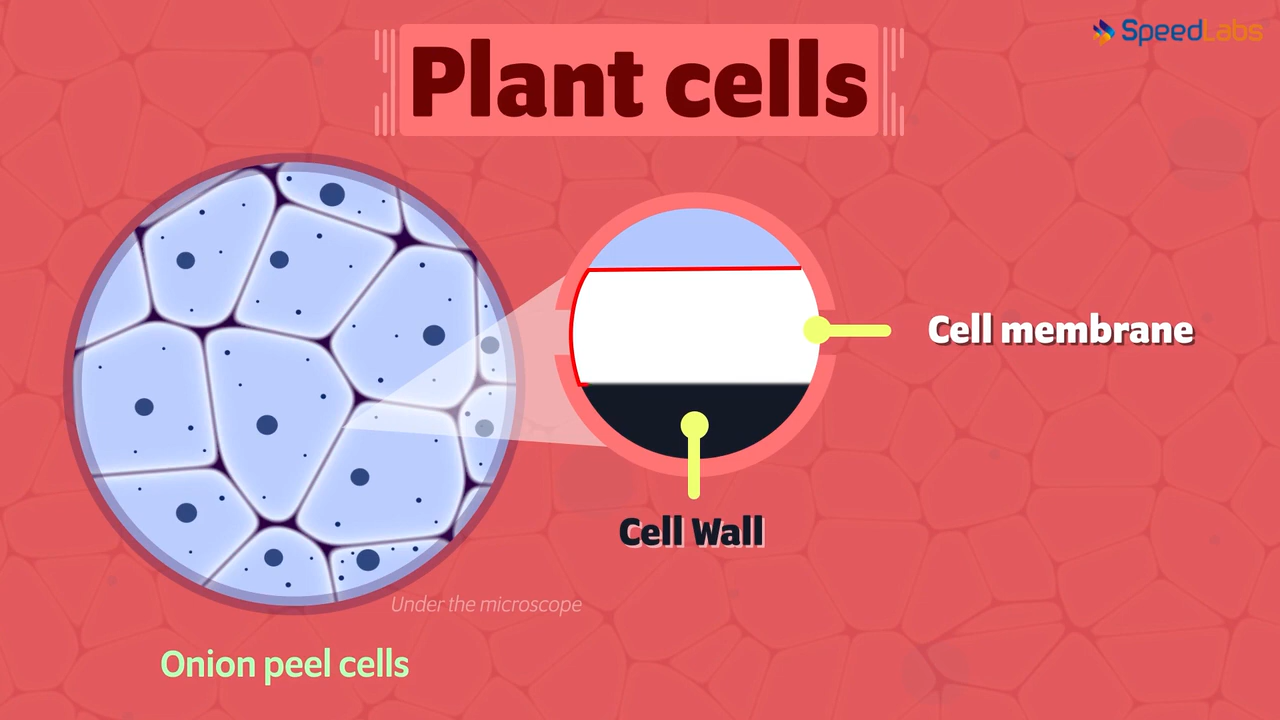 SpeedLabs
Plant cells
Cell membrane
Cell Wall
Under the microscope
Onion peel cells